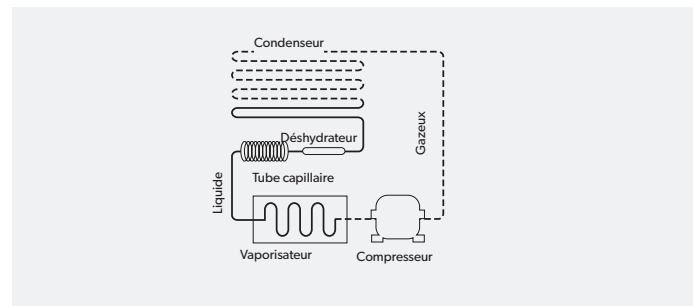 Condenseur
Déshydrateur
Gazeux
Tube capillaire
Liquide
Vaporisateur
Compresseur